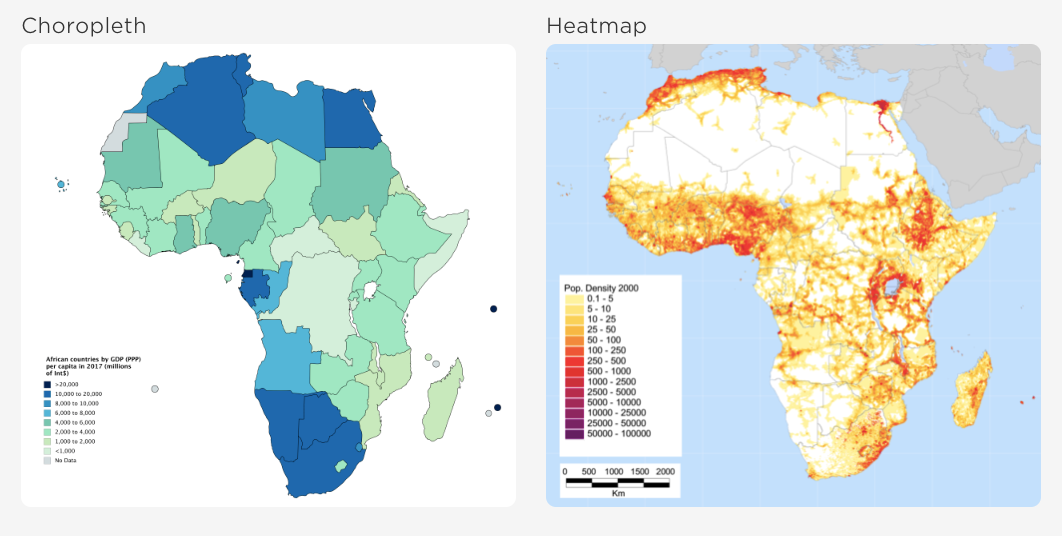 Choropleth
Heatmap
African countries by GDP (PPP)
per capita in 2017 (millions
of Int$)
>20,000
10,000 to 20,000
8,000 to 10,000
6,000 to 8,000
4,000 to 6,000
2,000 to 4,000
1,000 to 2,000
<1,000
No Data
Pop. Density 2000
0.1 - 5
5 - 10
10 - 25
25 - 50
50 - 100
100 - 250
250 - 500
500 - 1000
1000 - 2500
2500 - 5000
5000 - 10000
10000 - 25000
25000 - 50000
50000 - 100000
0 500 1000 1500 2000
Km